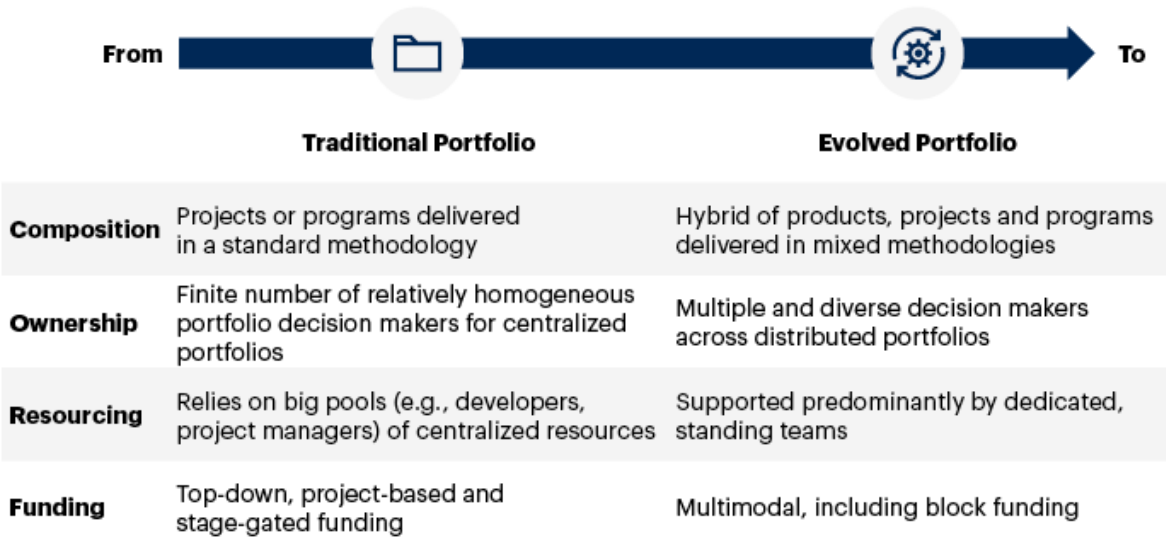 From
To
Traditional Portfolio
Evolved Portfolio
Composition
Projects or programs delivered
in a standard methodology
Hybrid of products, projects and programs
delivered in mixed methodologies
Ownership
Finite number of relatively homogeneous
portfolio decision makers for centralized
portfolios
Multiple and diverse decision makers
across distributed portfolios
Resourcing
Relies on big pools (e.g., developers,
project managers) of centralized resources
Supported predominantly by dedicated,
standing teams
Funding
Top-down, project-based and
stage-gated funding
Multimodal, including block funding